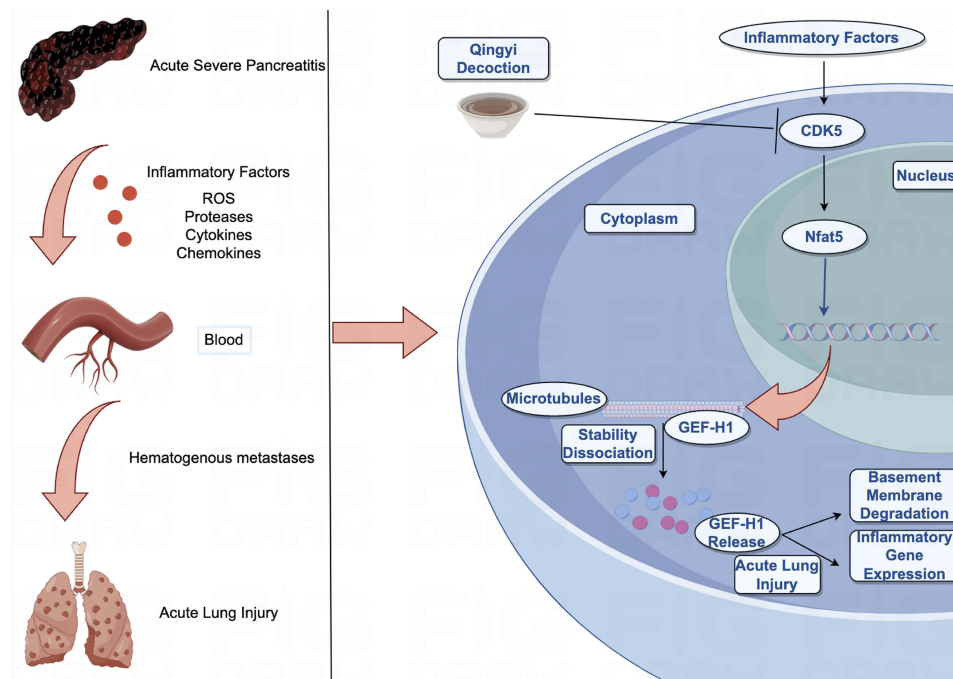 Acute Severe Pancreatitis
Inflammatory Factors
ROS
Proteases
Cytokines
Chemokines
Blood
Hematogenous metastases
Acute Lung Injury
Qingyi
Decoction
Inflammatory Factors
CDK5
Nucleus
Cytoplasm
Nfat5
Microtubules
GEF-H1
Stability
Dissociation
GEF-H1
Release
Acute Lung
Injury
Basement
Membrane
Degradation
Inflammatory
Gene
Expression
FIG
DRAW